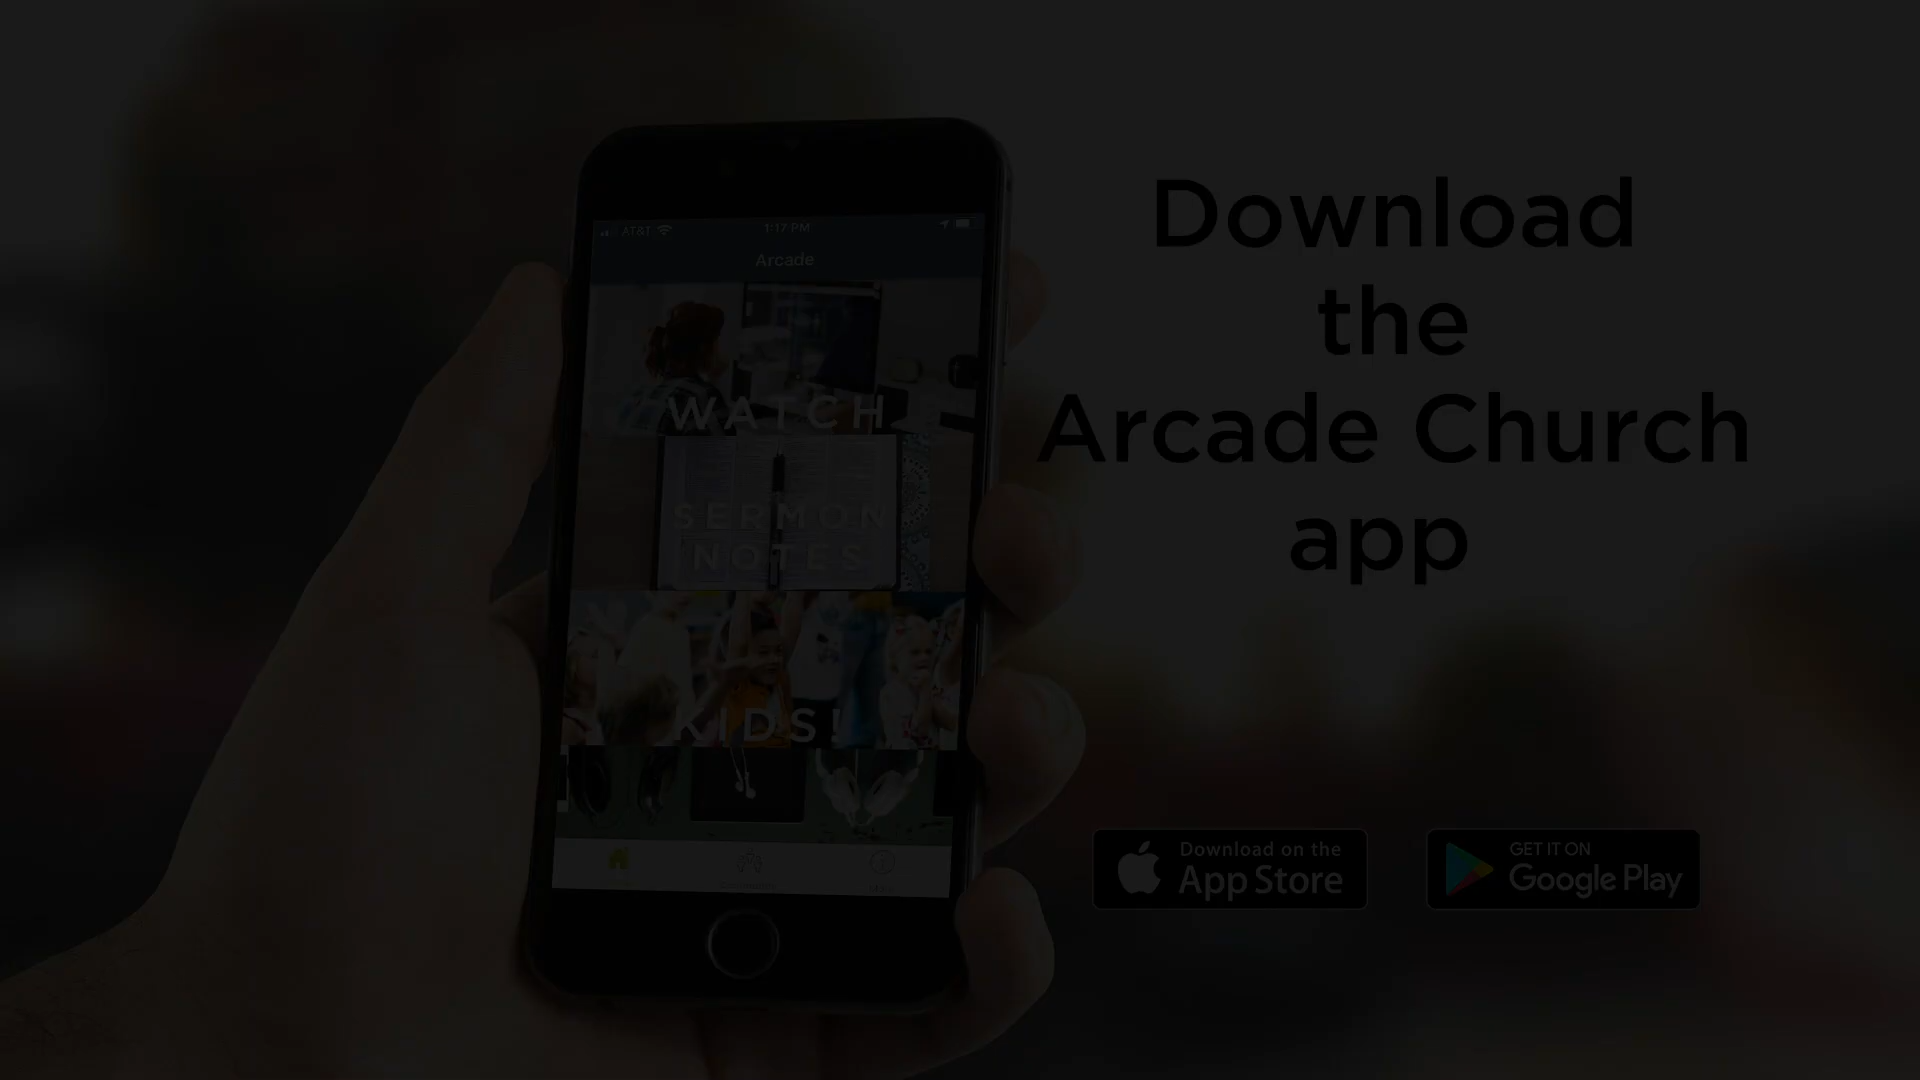 AT&T 1:17 PM
Arcade
WATCH
SERMON
NOTES
KIDS!
Download
the
Arcade Church
app
Download on the
App Store
GET IT ON
Google Play